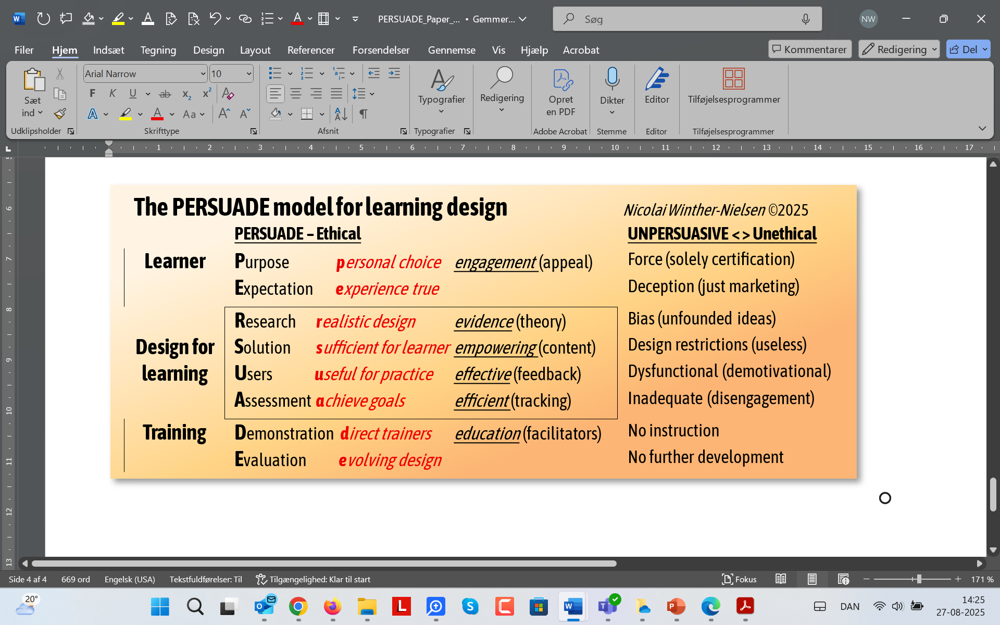 PERSUADE_Paper_... • Gemmer...
Søg
NW
Filer Hjem Indsæt Tegning Design Layout Referencer Forsendelser Gennemse Vis Hjælp Acrobat
Kommentarer Redigering Del
Sæt ind
Arial Narrow 10
F K U ab x₂ x²
A A Aa A A
Typografier
Redigering
Opret en PDF
Dikter
Editor
Tilføjelsesprogrammer
Udklipsholder Skrifttype Afsnit Typografier Adobe Acrobat Stemme Editor Tilføjelsesprogrammer
1 2 3 4 5 6 7 8 9 10 11 12 13 14 15 16 17
The PERSUADE model for learning design Nicolai Winther-Nielsen ©2025
PERSUADE – Ethical UNPERSUASIVE < > Unethical
Learner Purpose personal choice engagement (appeal) Force (solely certification)
Expectation experience true Deception (just marketing)
Research realistic design evidence (theory) Bias (unfounded ideas)
Design for learning
Solution sufficient for learner empowering (content) Design restrictions (useless)
Users useful for practice effective (feedback) Dysfunctional (demotivational)
Assessment achieve goals efficient (tracking) Inadequate (disengagement)
Training Demonstration direct trainers education (facilitators) No instruction
Evaluation evolving design No further development
6
7
8
9
10
11
12
13
Side 4 af 4 669 ord Engelsk (USA) Tekstfuldførelser: Til Tilgængelighed: Klar til start Fokus 171 %
20°
DAN
14:25
27-08-2025